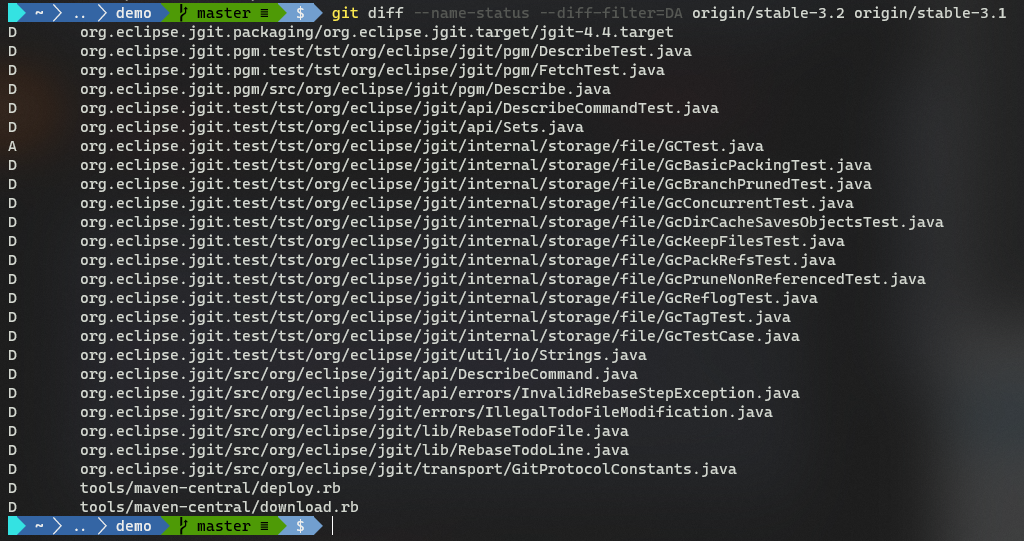 ~ .. demo master ≡ $ git diff --name-status --diff-filter=DA origin/stable-3.2 origin/stable-3.1
D org.eclipse.jgit.packaging/org.eclipse.jgit.target/jgit-4.4.target
D org.eclipse.jgit.pgm.test/tst/org/eclipse/jgit/pgm/DescribeTest.java
D org.eclipse.jgit.pgm.test/tst/org/eclipse/jgit/pgm/FetchTest.java
D org.eclipse.jgit.pgm/src/org/eclipse/jgit/pgm/Describe.java
D org.eclipse.jgit.test/tst/org/eclipse/jgit/api/DescribeCommandTest.java
D org.eclipse.jgit.test/tst/org/eclipse/jgit/api/Sets.java
A org.eclipse.jgit.test/tst/org/eclipse/jgit/internal/storage/file/GCTest.java
D org.eclipse.jgit.test/tst/org/eclipse/jgit/internal/storage/file/GcBasicPackingTest.java
D org.eclipse.jgit.test/tst/org/eclipse/jgit/internal/storage/file/GcBranchPrunedTest.java
D org.eclipse.jgit.test/tst/org/eclipse/jgit/internal/storage/file/GcConcurrentTest.java
D org.eclipse.jgit.test/tst/org/eclipse/jgit/internal/storage/file/GcDirCacheSavesObjectsTest.java
D org.eclipse.jgit.test/tst/org/eclipse/jgit/internal/storage/file/GcKeepFilesTest.java
D org.eclipse.jgit.test/tst/org/eclipse/jgit/internal/storage/file/GcPackRefsTest.java
D org.eclipse.jgit.test/tst/org/eclipse/jgit/internal/storage/file/GcPruneNonReferencedTest.java
D org.eclipse.jgit.test/tst/org/eclipse/jgit/internal/storage/file/GcReflogTest.java
D org.eclipse.jgit.test/tst/org/eclipse/jgit/internal/storage/file/GcTagTest.java
D org.eclipse.jgit.test/tst/org/eclipse/jgit/internal/storage/file/GcTestCase.java
D org.eclipse.jgit.test/tst/org/eclipse/jgit/util/io/Strings.java
D org.eclipse.jgit/src/org/eclipse/jgit/api/DescribeCommand.java
D org.eclipse.jgit/src/org/eclipse/jgit/api/errors/InvalidRebaseStepException.java
D org.eclipse.jgit/src/org/eclipse/jgit/errors/IllegalTodoFileModification.java
D org.eclipse.jgit/src/org/eclipse/jgit/lib/RebaseTodoFile.java
D org.eclipse.jgit/src/org/eclipse/jgit/lib/RebaseTodoLine.java
D org.eclipse.jgit/src/org/eclipse/jgit/transport/GitProtocolConstants.java
D tools/maven-central/deploy.rb
D tools/maven-central/download.rb
~ .. demo master ≡ $